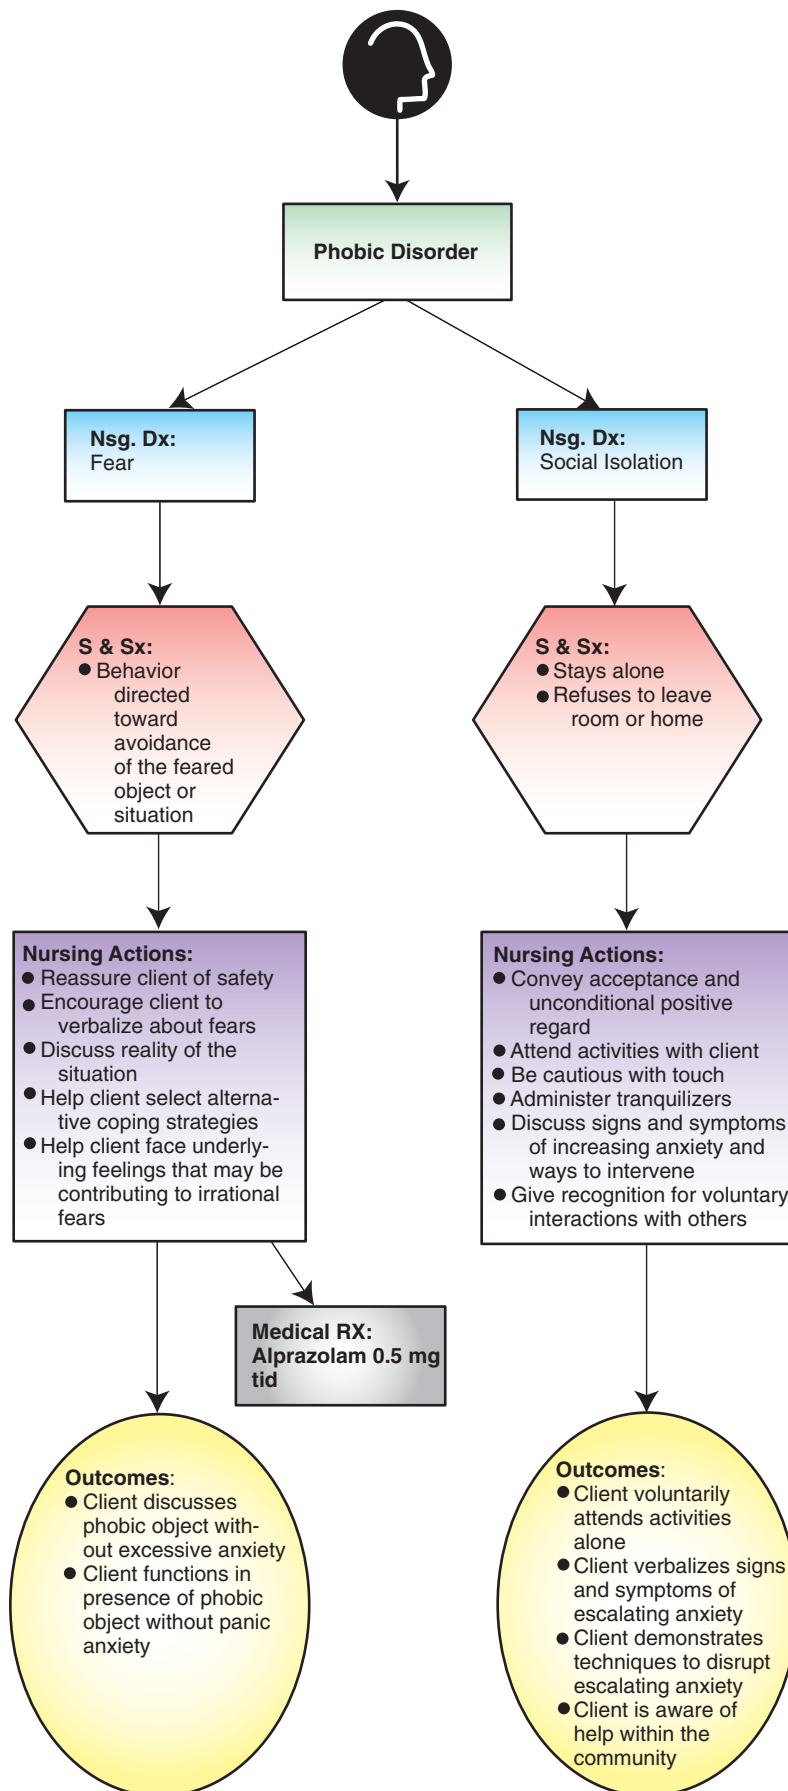 Phobic Disorder
Nsg. Dx:
Fear
Nsg. Dx:
Social Isolation
S & Sx:
● Behavior
directed
toward
avoidance
of the feared
object or
situation
S & Sx:
● Stays alone
● Refuses to leave
room or home
Nursing Actions:
● Reassure client of safety
● Encourage client to
verbalize about fears
● Discuss reality of the
situation
● Help client select alterna-
tive coping strategies
● Help client face underly-
ing feelings that may be
contributing to irrational
fears
Nursing Actions:
● Convey acceptance and
unconditional positive
regard
● Attend activities with client
● Be cautious with touch
● Administer tranquilizers
● Discuss signs and symptoms
of increasing anxiety and
ways to intervene
● Give recognition for voluntary
interactions with others
Medical RX:
Alprazolam 0.5 mg
tid
Outcomes:
● Client discusses
phobic object with-
out excessive anxiety
● Client functions in
presence of phobic
object without panic
anxiety
Outcomes:
● Client voluntarily
attends activities
alone
● Client verbalizes signs
and symptoms of
escalating anxiety
● Client demonstrates
techniques to disrupt
escalating anxiety
● Client is aware of
help within the
community